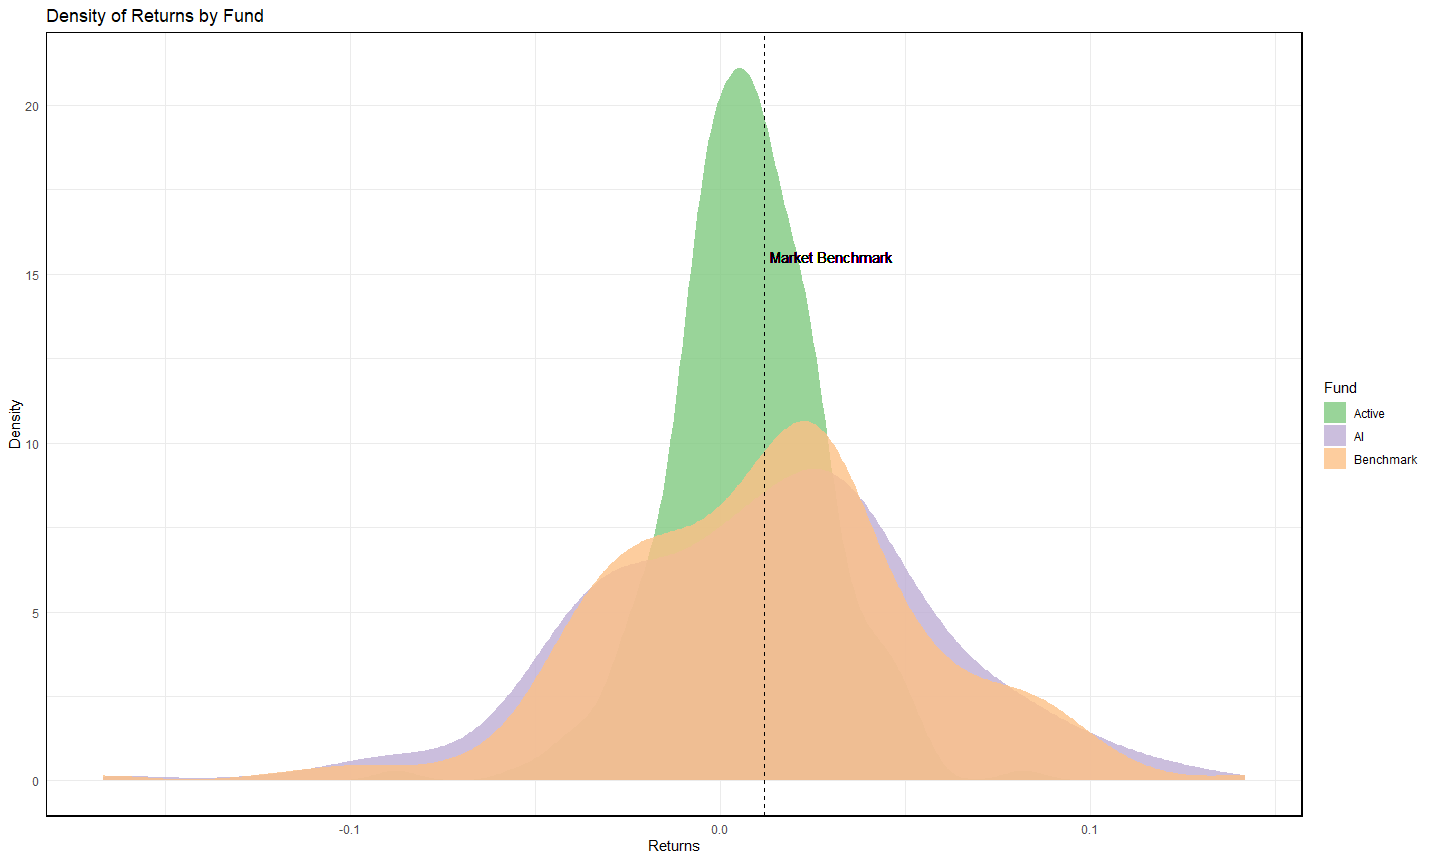 Density of Returns by Fund
20
15
10
5
0
Density
Market Benchmark
-0.1
0.0
0.1
Returns
Fund
Active
AI
Benchmark